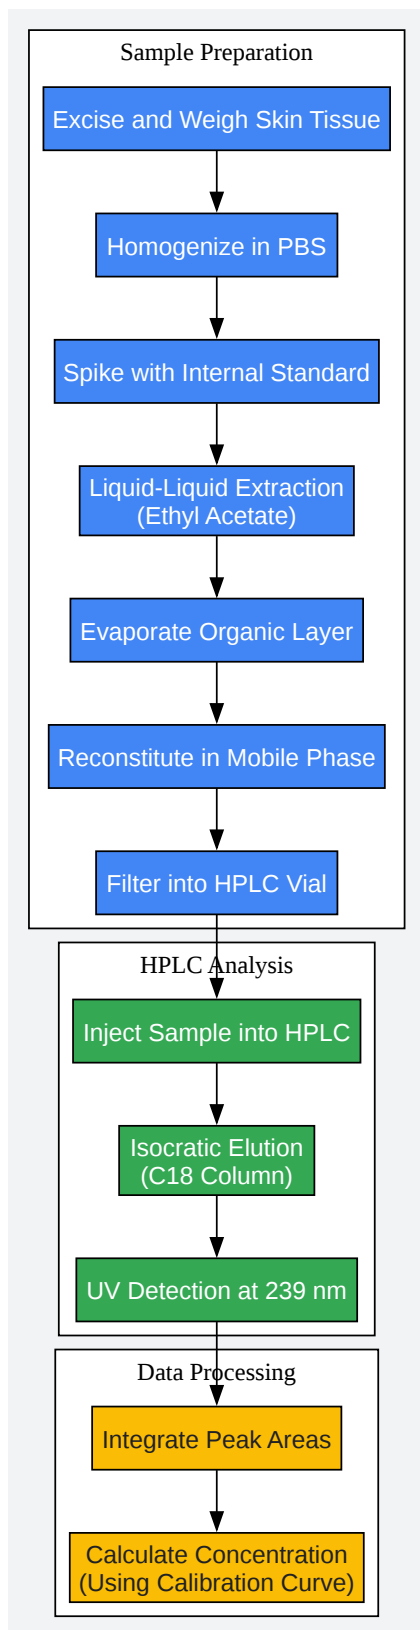 Sample Preparation
Excise and Weigh Skin Tissue
Homogenize in PBS
Spike with Internal Standard
Liquid-Liquid Extraction
(Ethyl Acetate)
Evaporate Organic Layer
Reconstitute in Mobile Phase
Filter into HPLC Vial
HPLC Analysis
Inject Sample into HPLC
Isocratic Elution
(C18 Column)
UV Detection at 239 nm
Data Processing
Integrate Peak Areas
Calculate Concentration
(Using Calibration Curve)